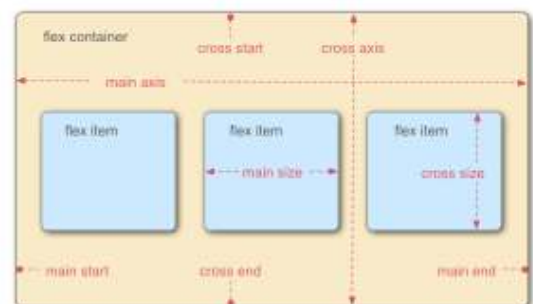 flex container
cross start
cross axis
main axis
flex item
flex item
flex item
main size
cross size
main start
cross end
main end